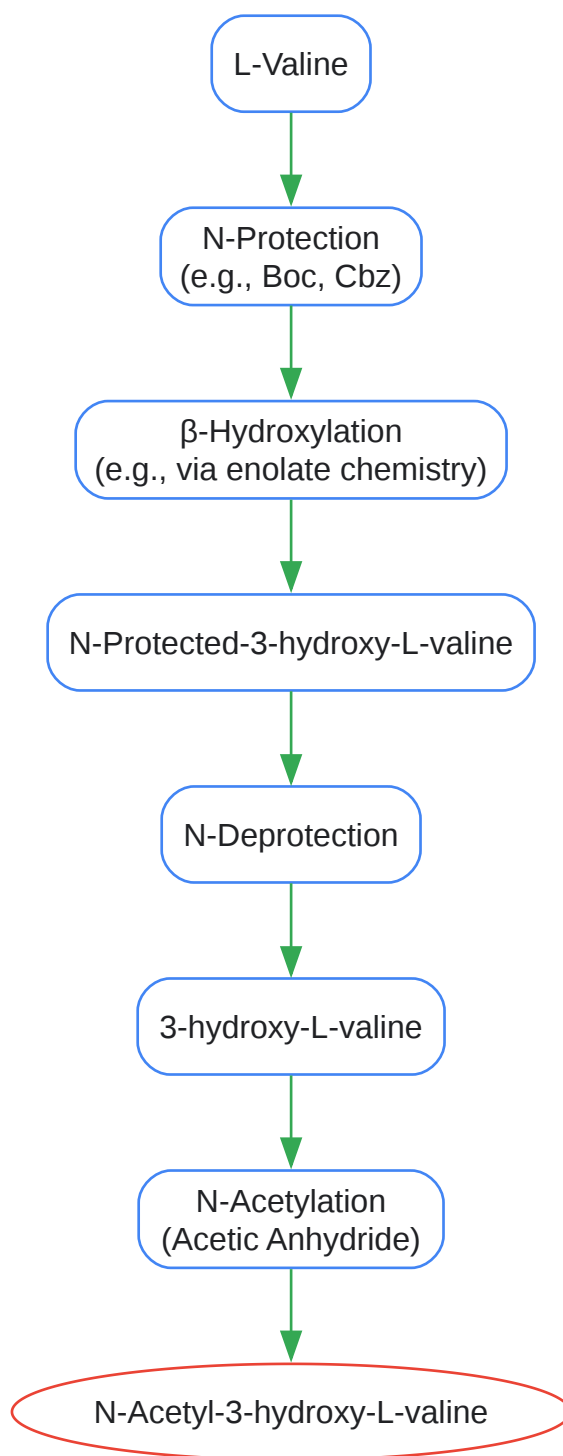 L-Valine
N-Protection
(e.g., Boc, Cbz)
β-Hydroxylation
(e.g., via enolate chemistry)
N-Protected-3-hydroxy-L-valine
N-Deprotection
3-hydroxy-L-valine
N-Acetylation
(Acetic Anhydride)
N-Acetyl-3-hydroxy-L-valine